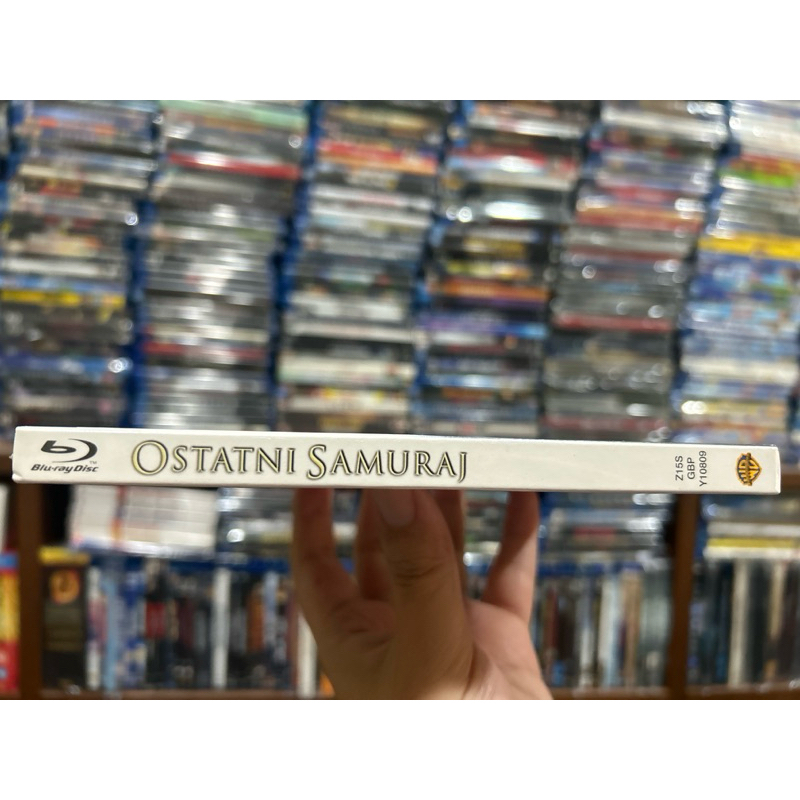 Blu-ray Disc
OSTATNI SAMURAJ
Z15S
GBP
Y10809